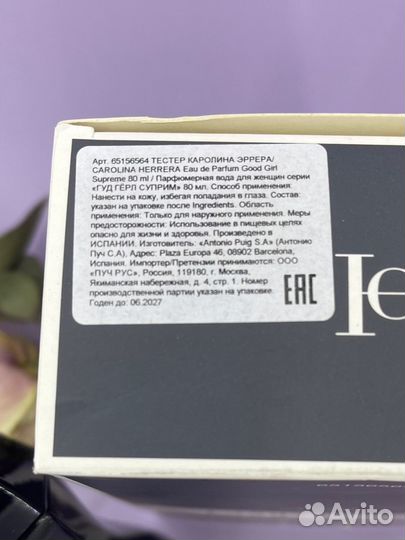 Арт. 65156564 ТЕСТЕР КАРОЛИНА ЭРРЕРА/
CAROLINA HERRERA Eau de Parfum Good Girl
Supreme 80 ml / Парфюмерная вода для женщин серии
«ГУД ГЁРЛ СУПРИМ» 80 мл. Способ применения:
Нанести на кожу, избегая попадания в глаза. Состав:
указан на упаковке после Ingredients. Область
применения: Только для наружного применения. Меры
предосторожности: Использование в пищевых целях
опасно для жизни и здоровья. Произведено в
ИСПАНИИ. Изготовитель: «Antonio Puig S.A» (Антонио
Пуч С.А), Адрес: Plaza Europa 46, 08902 Barcelona,
Испания. Импортер/Претензии принимаются: ООО
«ПУЧ РУС», Россия, 119180, г. Москва,
Якиманская набережная, д. 4, стр. 1. Номер
производственной партии указан на упаковке.
Годен до: 06.2027
EAC
Avito